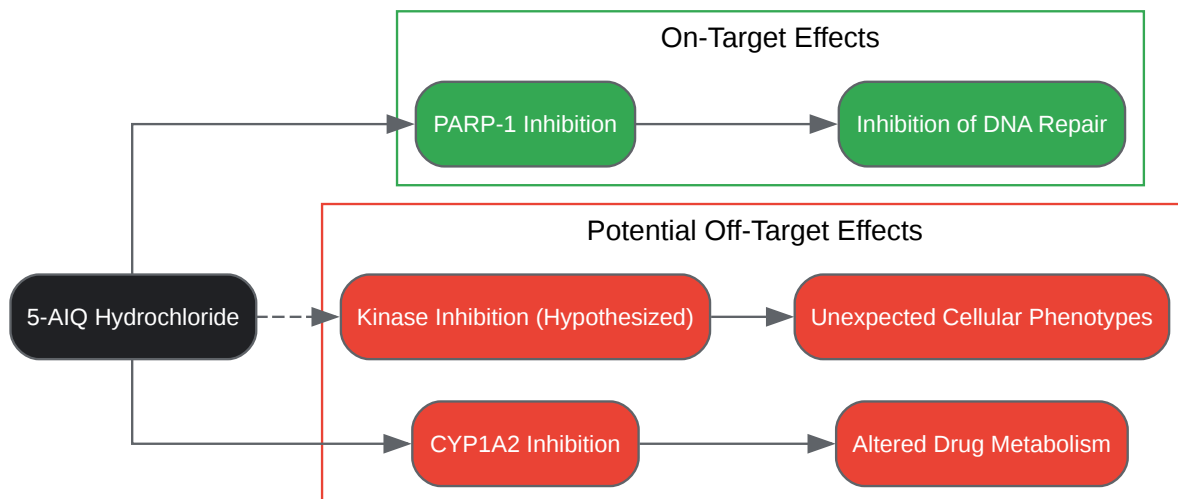 On-Target Effects
PARP-1 Inhibition
Inhibition of DNA Repair
Potential Off-Target Effects
5-AIQ Hydrochloride
Kinase Inhibition (Hypothesized)
Unexpected Cellular Phenotypes
CYP1A2 Inhibition
Altered Drug Metabolism